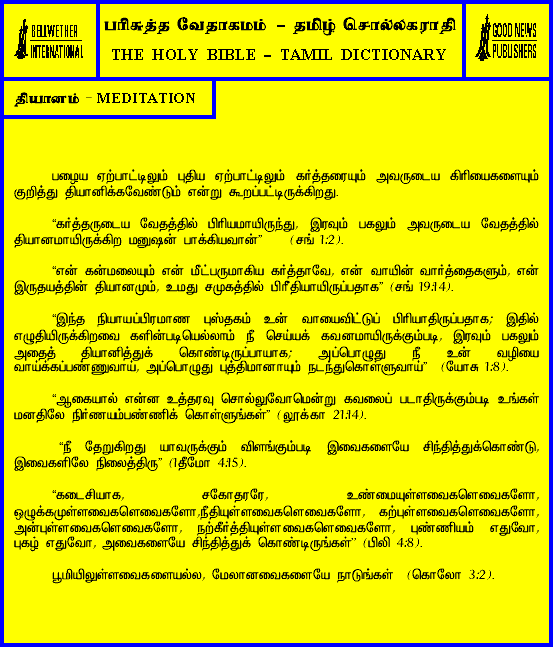 BELLWETHER
INTERNATIONAL
பரிசுத்த வேதாகமம் - தமிழ் சொல்லகராதி
THE HOLY BIBLE - TAMIL DICTIONARY
GOOD NEWS
PUBLISHERS
தியானம் - MEDITATION
பழைய ஏற்பாட்டிலும் புதிய ஏற்பாட்டிலும் கர்த்தரையும் அவருடைய கிரியைகளையும்
குறித்து தியானிக்கவேண்டும் என்று கூறப்பட்டிருக்கிறது.
“கர்த்தருடைய வேதத்தில் பிரியமாயிருந்து, இரவும் பகலும் அவருடைய வேதத்தில்
தியானமாயிருக்கிற மனுஷன் பாக்கியவான்” (சங் 1:2).
“என் கன்மலையும் என் மீட்பருமாகிய கர்த்தாவே, என் வாயின் வார்த்தைகளும், என்
இருதயத்தின் தியானமும், உமது சமுகத்தில் பிரீதியாயிருப்பதாக” (சங் 19:14).
“இந்த நியாயப்பிரமாண புஸ்தகம் உன் வாயைவிட்டுப் பிரியாதிருப்பதாக; இதில்
எழுதியிருக்கிறவை களின்படியெல்லாம் நீ செய்யக் கவனமாயிருக்கும்படி, இரவும் பகலும்
அதைத் தியானித்துக் கொண்டிருப்பாயாக; அப்பொழுது நீ உன் வழியை
வாய்க்கப்பண்ணுவாய், அப்பொழுது புத்திமானாயும் நடந்துகொள்ளுவாய்” (யோசு 1:8).
“ஆகையால் என்ன உத்தரவு சொல்லுவோமென்று கவலைப் படாதிருக்கும்படி உங்கள்
மனதிலே நிர்ணயம்பண்ணிக் கொள்ளுங்கள்” (லூக்கா 21:14).
“நீ தேறுகிறது யாவருக்கும் விளங்கும்படி இவைகளையே சிந்தித்துக்கொண்டு,
இவைகளிலே நிலைத்திரு” (1தீமோ 4:15).
“கடைசியாக, சகோதரரே, உண்மையுள்ளவைகளெவைகளோ,
ஒழுக்கமுள்ளவைகளெவைகளோ,நீதியுள்ளவைகளெவைகளோ, கற்புள்ளவைகளெவைகளோ,
அன்புள்ளவைகளெவைகளோ, நற்கீர்த்தியுள்ளவைகளெவைகளோ, புண்ணியம் எதுவோ,
புகழ் எதுவோ, அவைகளையே சிந்தித்துக் கொண்டிருங்கள்” (பிலி 4:8).
பூமியிலுள்ளவைகளையல்ல, மேலானவைகளையே நாடுங்கள் (கொலோ 3:2).